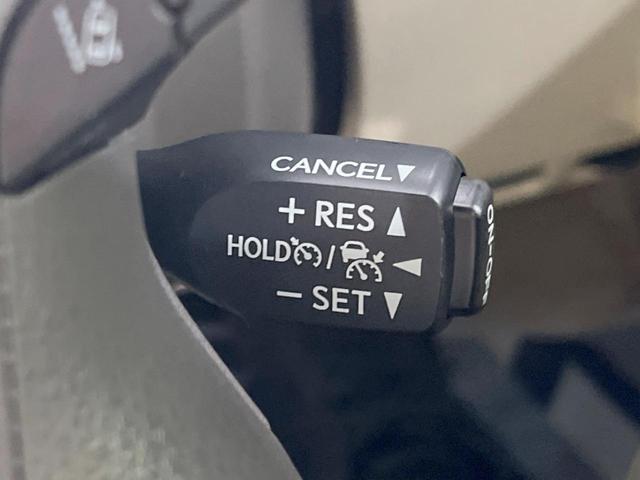 CANCEL▼
+ RES ▲
HOLD / ◀
− SET ▼
ON-OFF